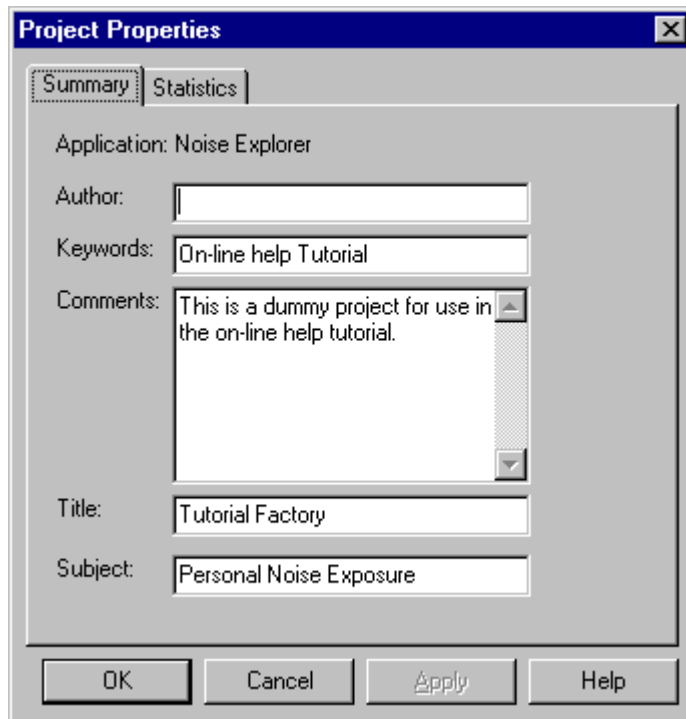 Project Properties
Summary Statistics
Application: Noise Explorer
Author:
Keywords: On-line help Tutorial
Comments: This is a dummy project for use in
the on-line help tutorial.
Title: Tutorial Factory
Subject: Personal Noise Exposure
OK Cancel Apply Help